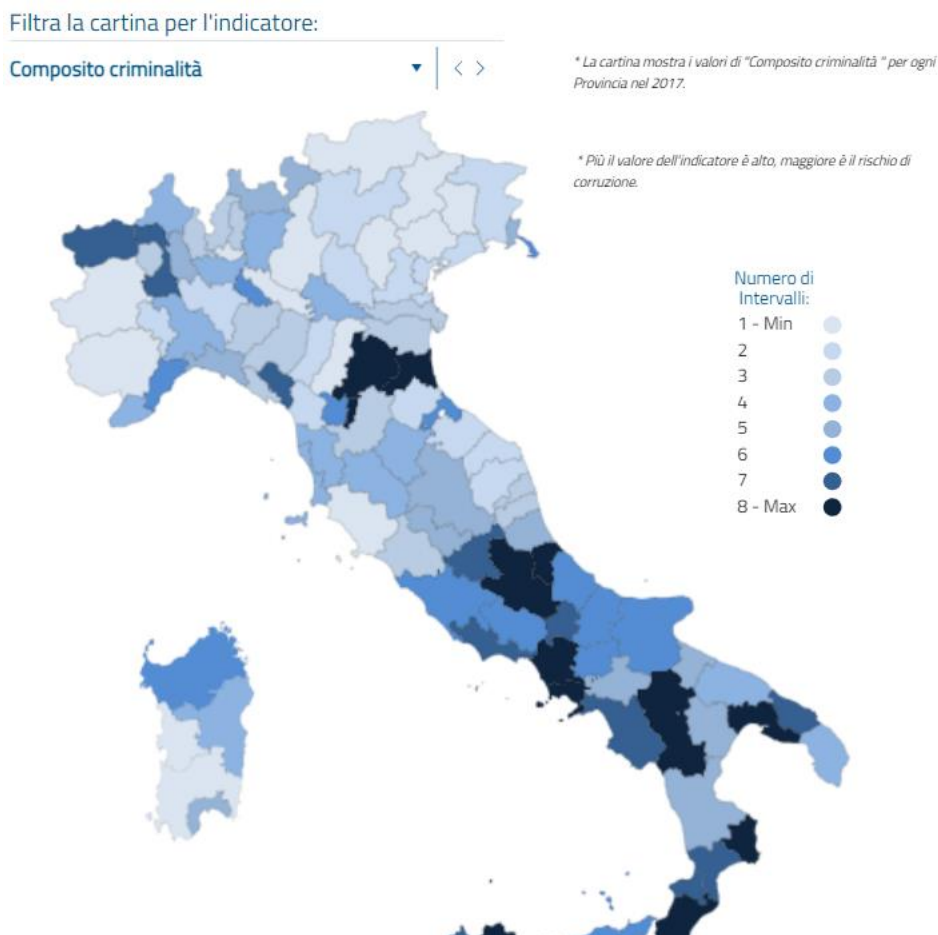 Filtra la cartina per l'indicatore:
Composito criminalità
* La cartina mostra i valori di "Composito criminalità " per ogni
Provincia nel 2017.
* Più il valore dell'indicatore è alto, maggiore è il rischio di
corruzione.
Numero di
Intervalli:
1 - Min
2
3
4
5
6
7
8 - Max